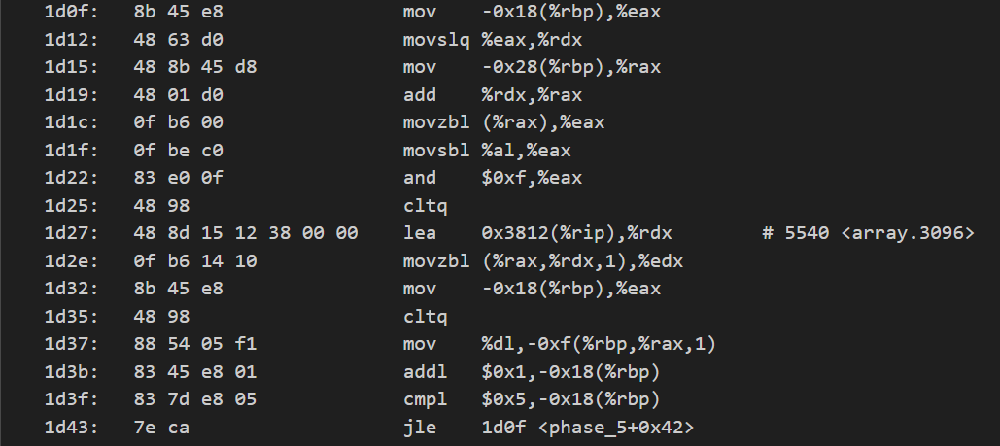 1d0f: 8b 45 e8 mov -0x18(%rbp),%eax
1d12: 48 63 d0 movslq %eax,%rdx
1d15: 48 8b 45 d8 mov -0x28(%rbp),%rax
1d19: 48 01 d0 add %rdx,%rax
1d1c: 0f b6 00 movzbl (%rax),%eax
1d1f: 0f be c0 movsbl %al,%eax
1d22: 83 e0 0f and $0xf,%eax
1d25: 48 98 cltq
1d27: 48 8d 15 12 38 00 00 lea 0x3812(%rip),%rdx # 5540 <array.3096>
1d2e: 0f b6 14 10 movzbl (%rax,%rdx,1),%edx
1d32: 8b 45 e8 mov -0x18(%rbp),%eax
1d35: 48 98 cltq
1d37: 88 54 05 f1 mov %dl,-0xf(%rbp,%rax,1)
1d3b: 83 45 e8 01 addl $0x1,-0x18(%rbp)
1d3f: 83 7d e8 05 cmpl $0x5,-0x18(%rbp)
1d43: 7e ca jle 1d0f <phase_5+0x42>